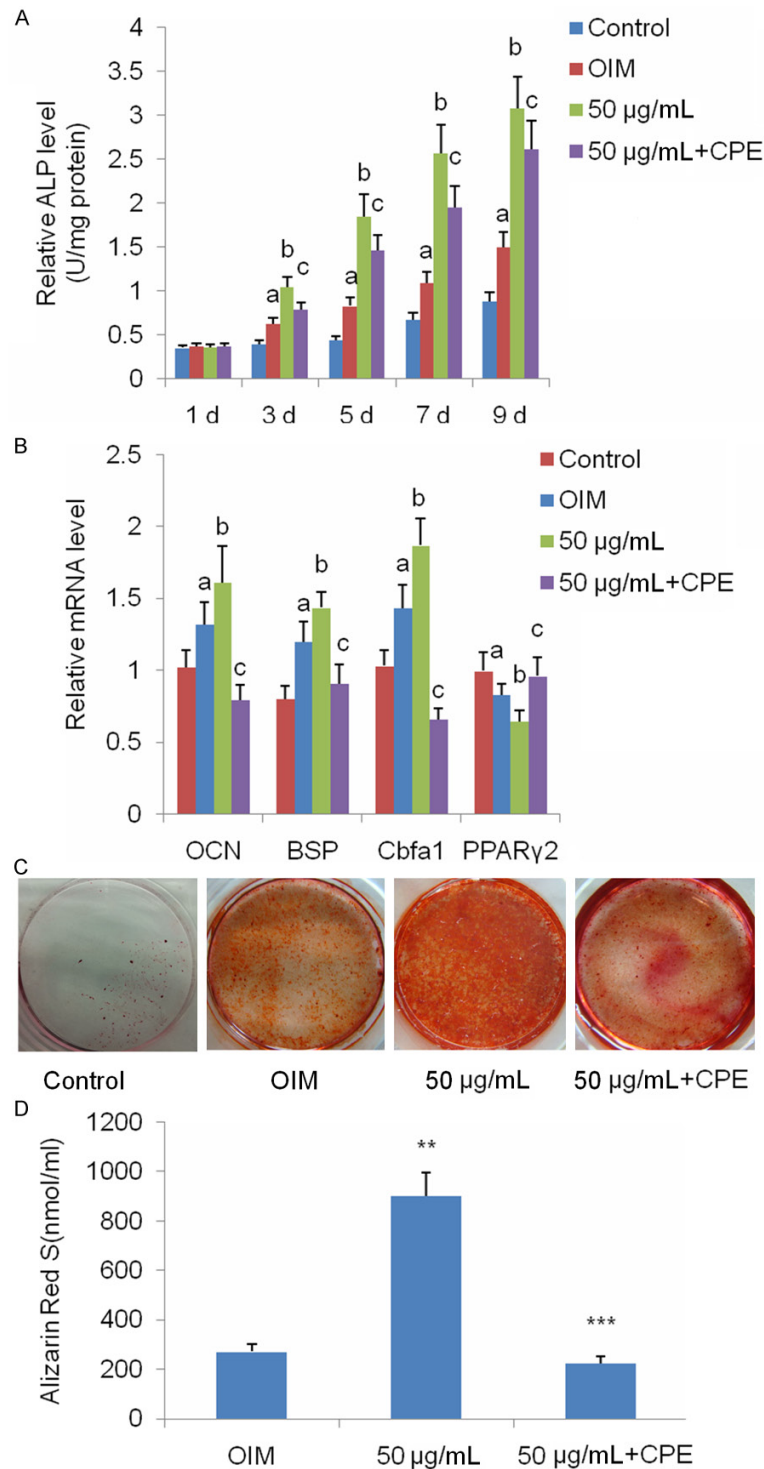 A
Relative ALP level
(U/mg protein)
4
3.5
3
2.5
2
1.5
1
0.5
0
a b c
a b c
a b c
a b c
1 d 3 d 5 d 7 d 9 d
Control
OIM
50 µg/mL
50 µg/mL+CPE
B
Relative mRNA level
2.5
2
1.5
1
0.5
0
a b c
a b c
a b c
a b c
OCN BSP Cbfa1 PPARγ2
Control
OIM
50 µg/mL
50 µg/mL+CPE
C
Control OIM 50 µg/mL 50 µg/mL+CPE
D
Alizarin Red S(nmol/ml)
1200
1000
800
600
400
200
0
**
***
OIM 50 µg/mL 50 µg/mL+CPE